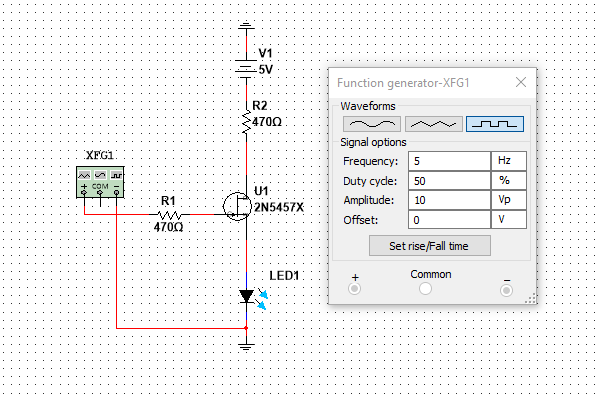 V1
5V
R2
470Ω
XFG1
COM
R1
470Ω
U1
2N5457X
LED1
Function generator-XFG1
Waveforms
Signal options
Frequency: 5 Hz
Duty cycle: 50 %
Amplitude: 10 Vp
Offset: 0 V
Set rise/Fall time
+ Common −